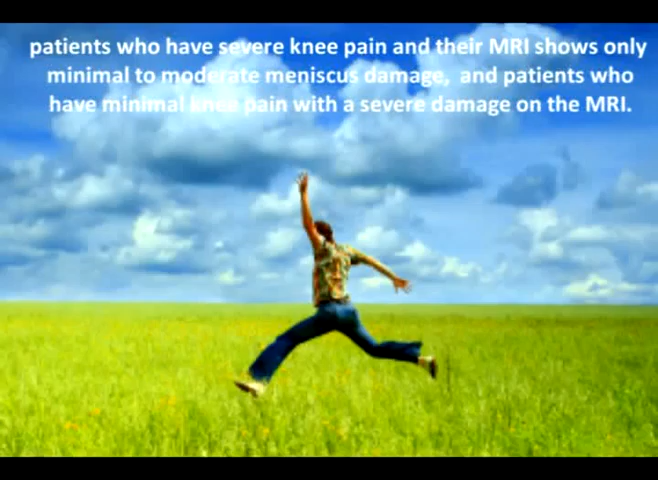 patients who have severe knee pain and their MRI shows only
minimal to moderate meniscus damage,  and patients who
have minimal knee pain with a severe damage on the MRI.